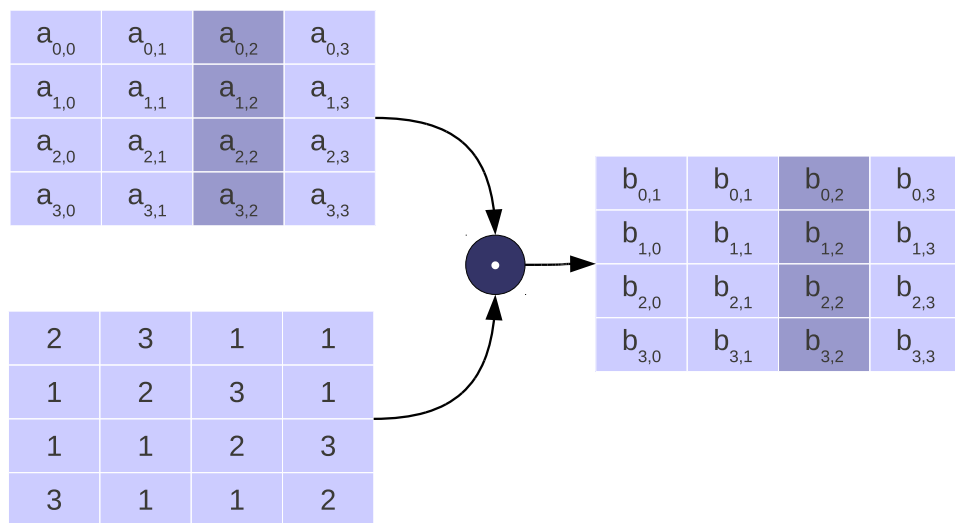 a0,0 a0,1 a0,2 a0,3
a1,0 a1,1 a1,2 a1,3
a2,0 a2,1 a2,2 a2,3
a3,0 a3,1 a3,2 a3,3
b0,1 b0,1 b0,2 b0,3
b1,0 b1,1 b1,2 b1,3
b2,0 b2,1 b2,2 b2,3
b3,0 b3,1 b3,2 b3,3
2 3 1 1
1 2 3 1
1 1 2 3
3 1 1 2